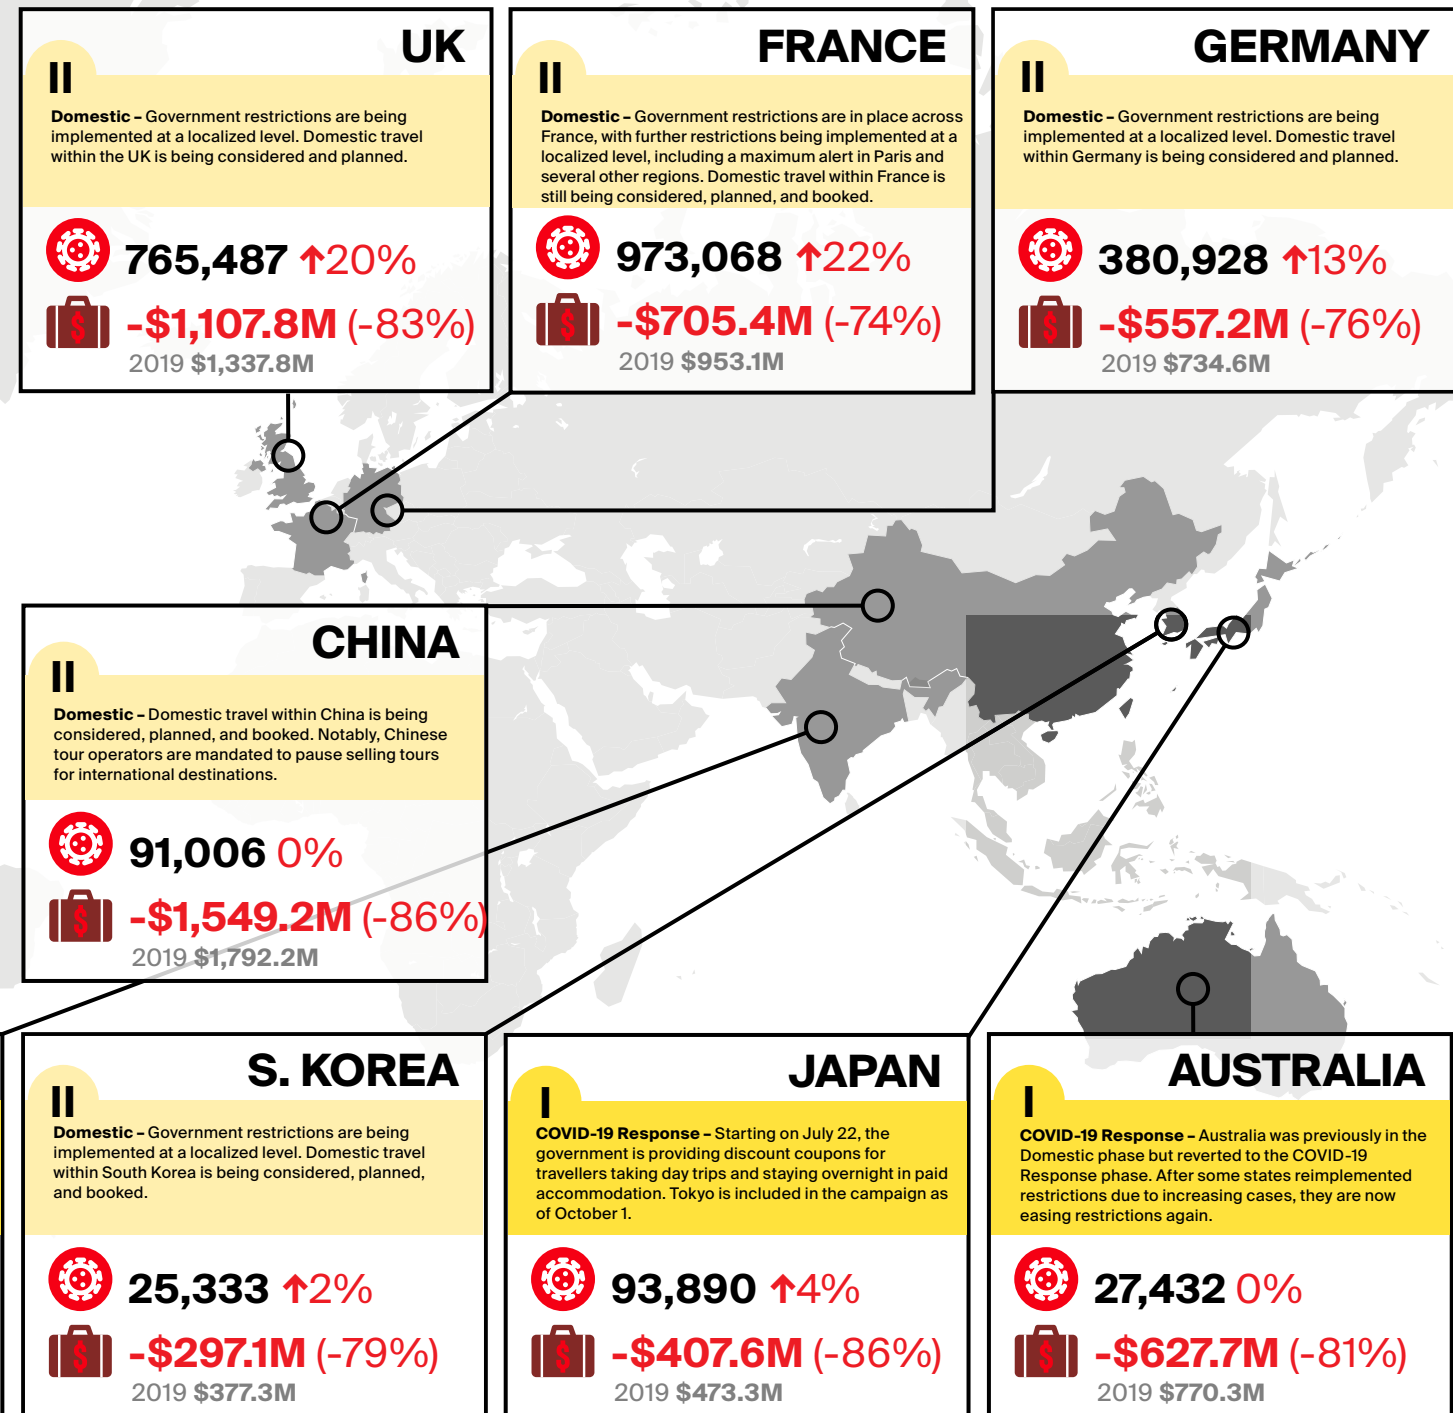 UK
II
Domestic – Government restrictions are being
implemented at a localized level. Domestic travel
within the UK is being considered and planned.
765,487 ↑20%
-$1,107.8M (-83%)
2019 $1,337.8M
FRANCE
II
Domestic – Government restrictions are in place across
France, with further restrictions being implemented at a
localized level, including a maximum alert in Paris and
several other regions. Domestic travel within France is
still being considered, planned, and booked.
973,068 ↑22%
-$705.4M (-74%)
2019 $953.1M
GERMANY
II
Domestic – Government restrictions are being
implemented at a localized level. Domestic travel
within Germany is being considered and planned.
380,928 ↑13%
-$557.2M (-76%)
2019 $734.6M
CHINA
II
Domestic – Domestic travel within China is being
considered, planned, and booked. Notably, Chinese
tour operators are mandated to pause selling tours
for international destinations.
91,006 0%
-$1,549.2M (-86%)
2019 $1,792.2M
S. KOREA
II
Domestic – Government restrictions are being
implemented at a localized level. Domestic travel
within South Korea is being considered, planned,
and booked.
25,333 ↑2%
-$297.1M (-79%)
2019 $377.3M
JAPAN
I
COVID-19 Response – Starting on July 22, the
government is providing discount coupons for
travellers taking day trips and staying overnight in paid
accommodation. Tokyo is included in the campaign as
of October 1.
93,890 ↑4%
-$407.6M (-86%)
2019 $473.3M
AUSTRALIA
I
COVID-19 Response – Australia was previously in the
Domestic phase but reverted to the COVID-19
Response phase. After some states reimplemented
restrictions due to increasing cases, they are now
easing restrictions again.
27,432 0%
-$627.7M (-81%)
2019 $770.3M